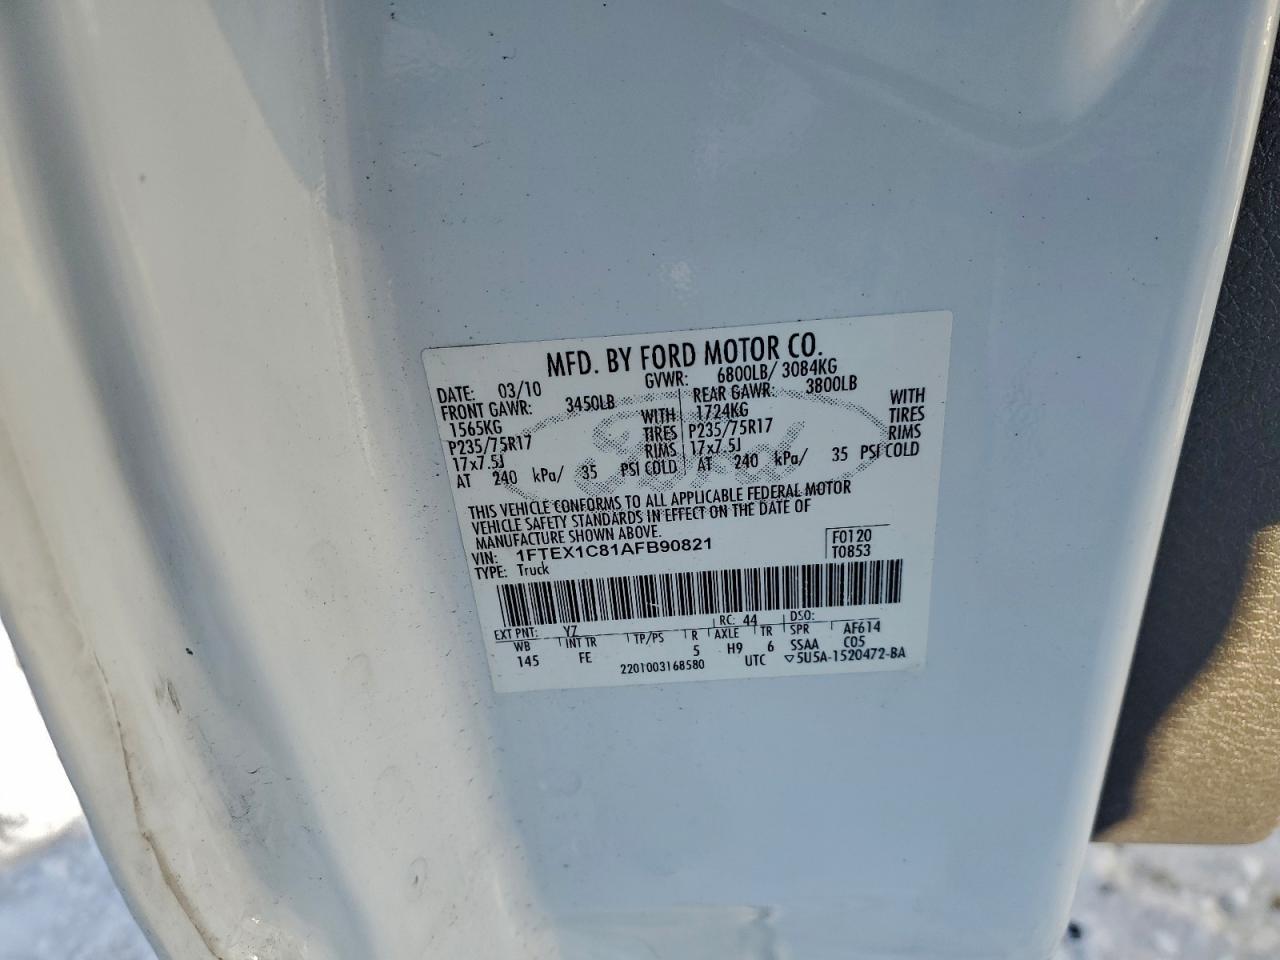 MFD. BY FORD MOTOR CO.
DATE: 03/10 GVWR: 6800LB/ 3084KG
FRONT GAWR: 3450LB REAR GAWR: 3800LB
1565KG WITH 1724KG WITH
P235/75R17 TIRES P235/75R17 TIRES
17x7.5J RIMS 17x7.5J RIMS
AT 240 kPa/ 35 PSI COLD AT 240 kPa/ 35 PSI COLD
Ford
THIS VEHICLE CONFORMS TO ALL APPLICABLE FEDERAL MOTOR
VEHICLE SAFETY STANDARDS IN EFFECT ON THE DATE OF
MANUFACTURE SHOWN ABOVE.
VIN: 1FTEX1C81AFB90821 F0120
TYPE: Truck T0853
EXT PNT: YZ RC: 44 DSO:
WB INT TR TP/PS R AXLE TR SPR AF614
145 FE 5 H9 6 SSAA C05
2201003168580 UTC ▽5U5A-1520472-BA